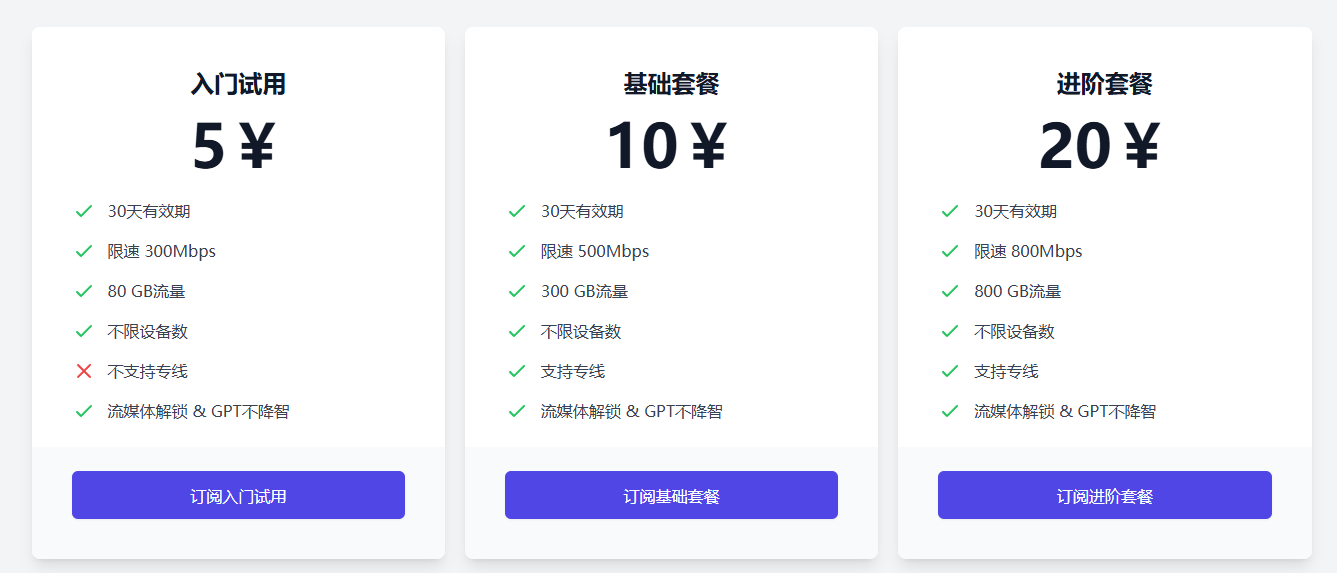 入门试用
5￥
30天有效期
限速 300Mbps
80 GB流量
不限设备数
不支持专线
流媒体解锁 & GPT不降智
订阅入门试用
基础套餐
10￥
30天有效期
限速 500Mbps
300 GB流量
不限设备数
支持专线
流媒体解锁 & GPT不降智
订阅基础套餐
进阶套餐
20￥
30天有效期
限速 800Mbps
800 GB流量
不限设备数
支持专线
流媒体解锁 & GPT不降智
订阅进阶套餐